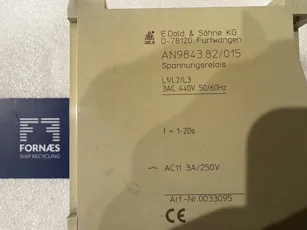 E.Dold & Söhne KG
D-78120 Furtwangen
AN9843.82/015
Spannungsrelais
L1/L2/L3
3AC 440V 50/60Hz
t = 1-20s
AC11 3A/250V
Art-Nr.0033095
CE
FORNÆS
SHIP RECYCLING